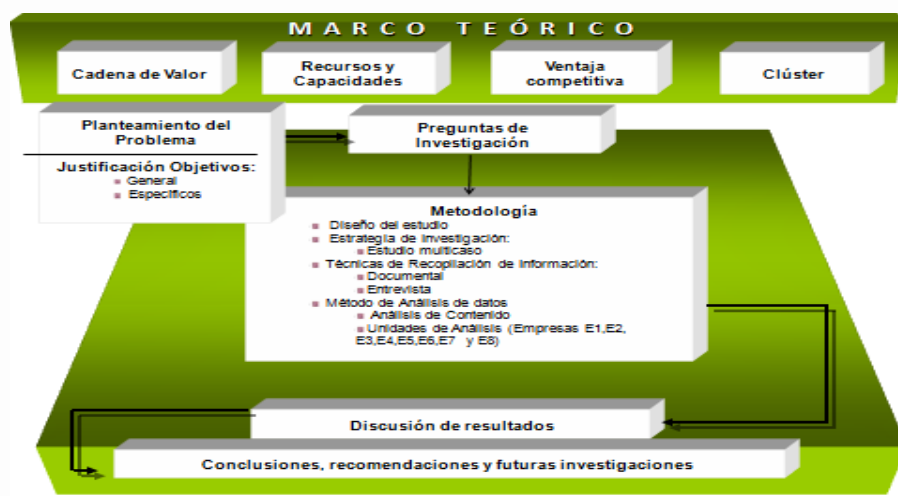 MARCO TEÓRICO
Cadena de Valor
Recursos y
Capacidades
Ventaja
competitiva
Clúster
Planteamiento del
Problema
Justificación Objetivos:
General
Específicos
Preguntas de
Investigación
Metodología
Diseño del estudio
Estrategia de Investigación:
Estudio multicaso
Técnicas de Recopilación de Información:
Documental
Entrevista
Método de Análisis de datos
Análisis de Contenido
Unidades de Análisis (Empresas E1,E2,
E3,E4,E5,E6,E7 y E8)
Discusión de resultados
Conclusiones, recomendaciones y futuras investigaciones